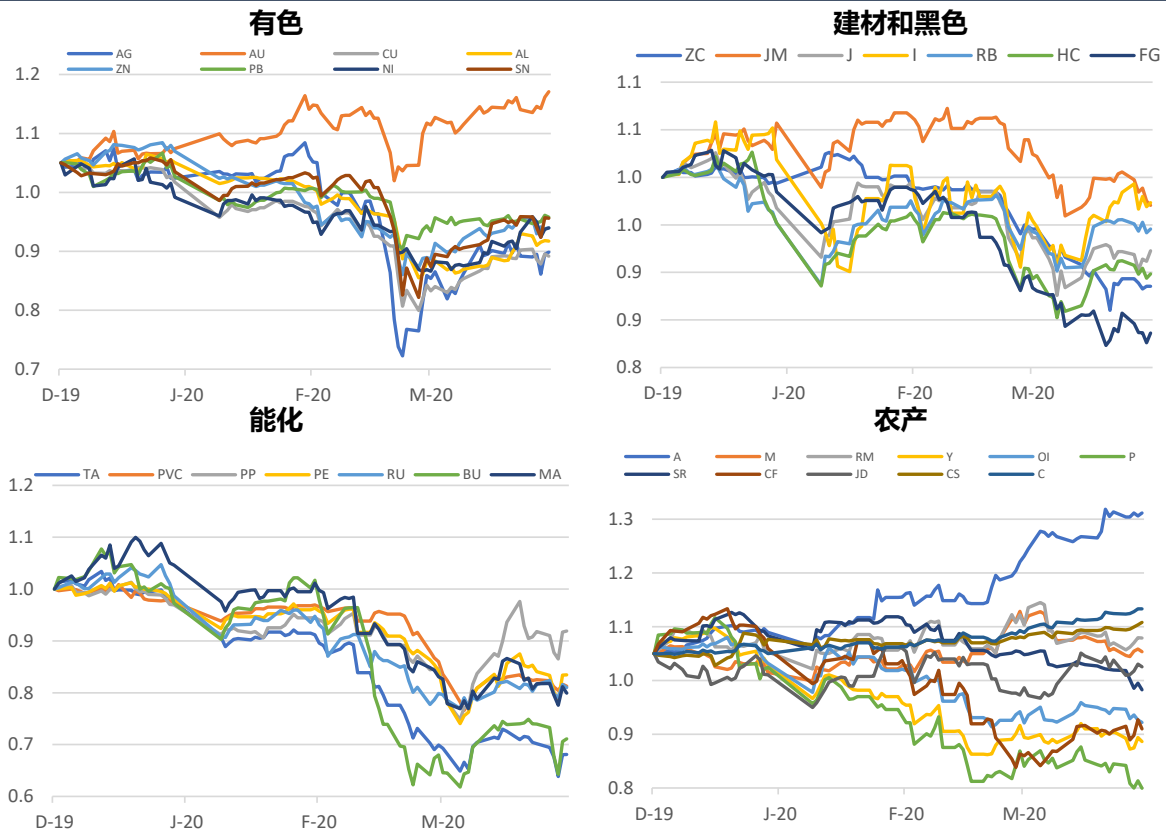 有色
AG AU CU AL
ZN PB NI SN
1.2
1.1
1.0
0.9
0.8
0.7
D-19 J-20 F-20 M-20
建材和黑色
ZC JM J I RB HC FG
1.1
1.1
1.0
1.0
0.9
0.9
0.8
D-19 J-20 F-20 M-20
能化
TA PVC PP PE RU BU MA
1.2
1.1
1.0
0.9
0.8
0.7
0.6
D-19 J-20 F-20 M-20
农产
A M RM Y OI P
SR CF JD CS C
1.3
1.2
1.1
1.0
0.9
0.8
D-19 J-20 F-20 M-20